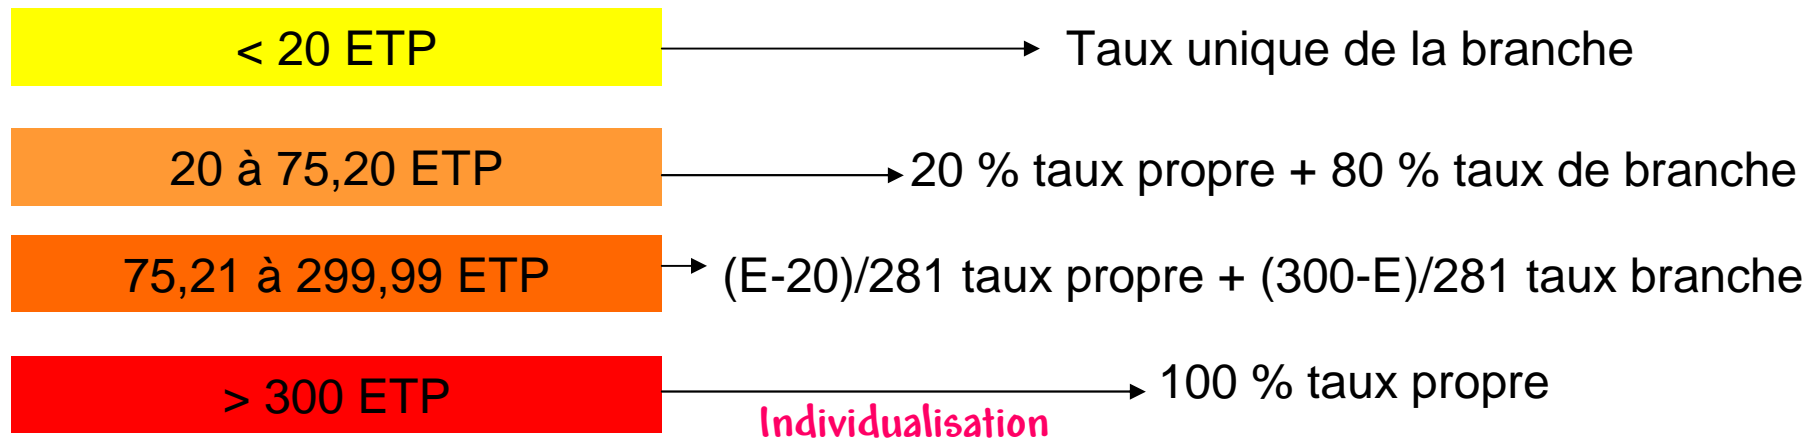 < 20 ETP
Taux unique de la branche
20 à 75,20 ETP
20 % taux propre + 80 % taux de branche
75,21 à 299,99 ETP
(E-20)/281 taux propre + (300-E)/281 taux branche
> 300 ETP
100 % taux propre
Individualisation